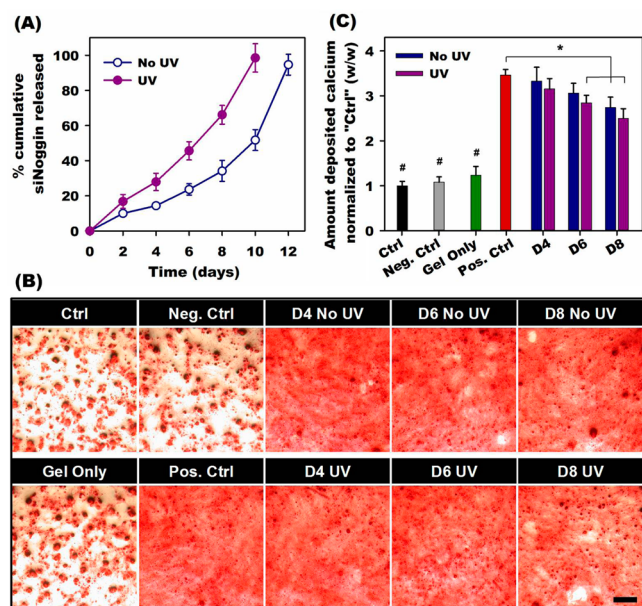 (A)
No UV
UV
% cumulative
siNoggin released
100
80
60
40
20
0
0 2 4 6 8 10 12
Time (days)
(C)
Amount deposited calcium
normalized to "Ctrl" (w/w)
No UV
UV
*
4
3
2
1
0
# # #
Ctrl
Neg. Ctrl
Gel Only
Pos. Ctrl
D4
D6
D8
(B)
Ctrl Neg. Ctrl D4 No UV D6 No UV D8 No UV
Gel Only Pos. Ctrl D4 UV D6 UV D8 UV